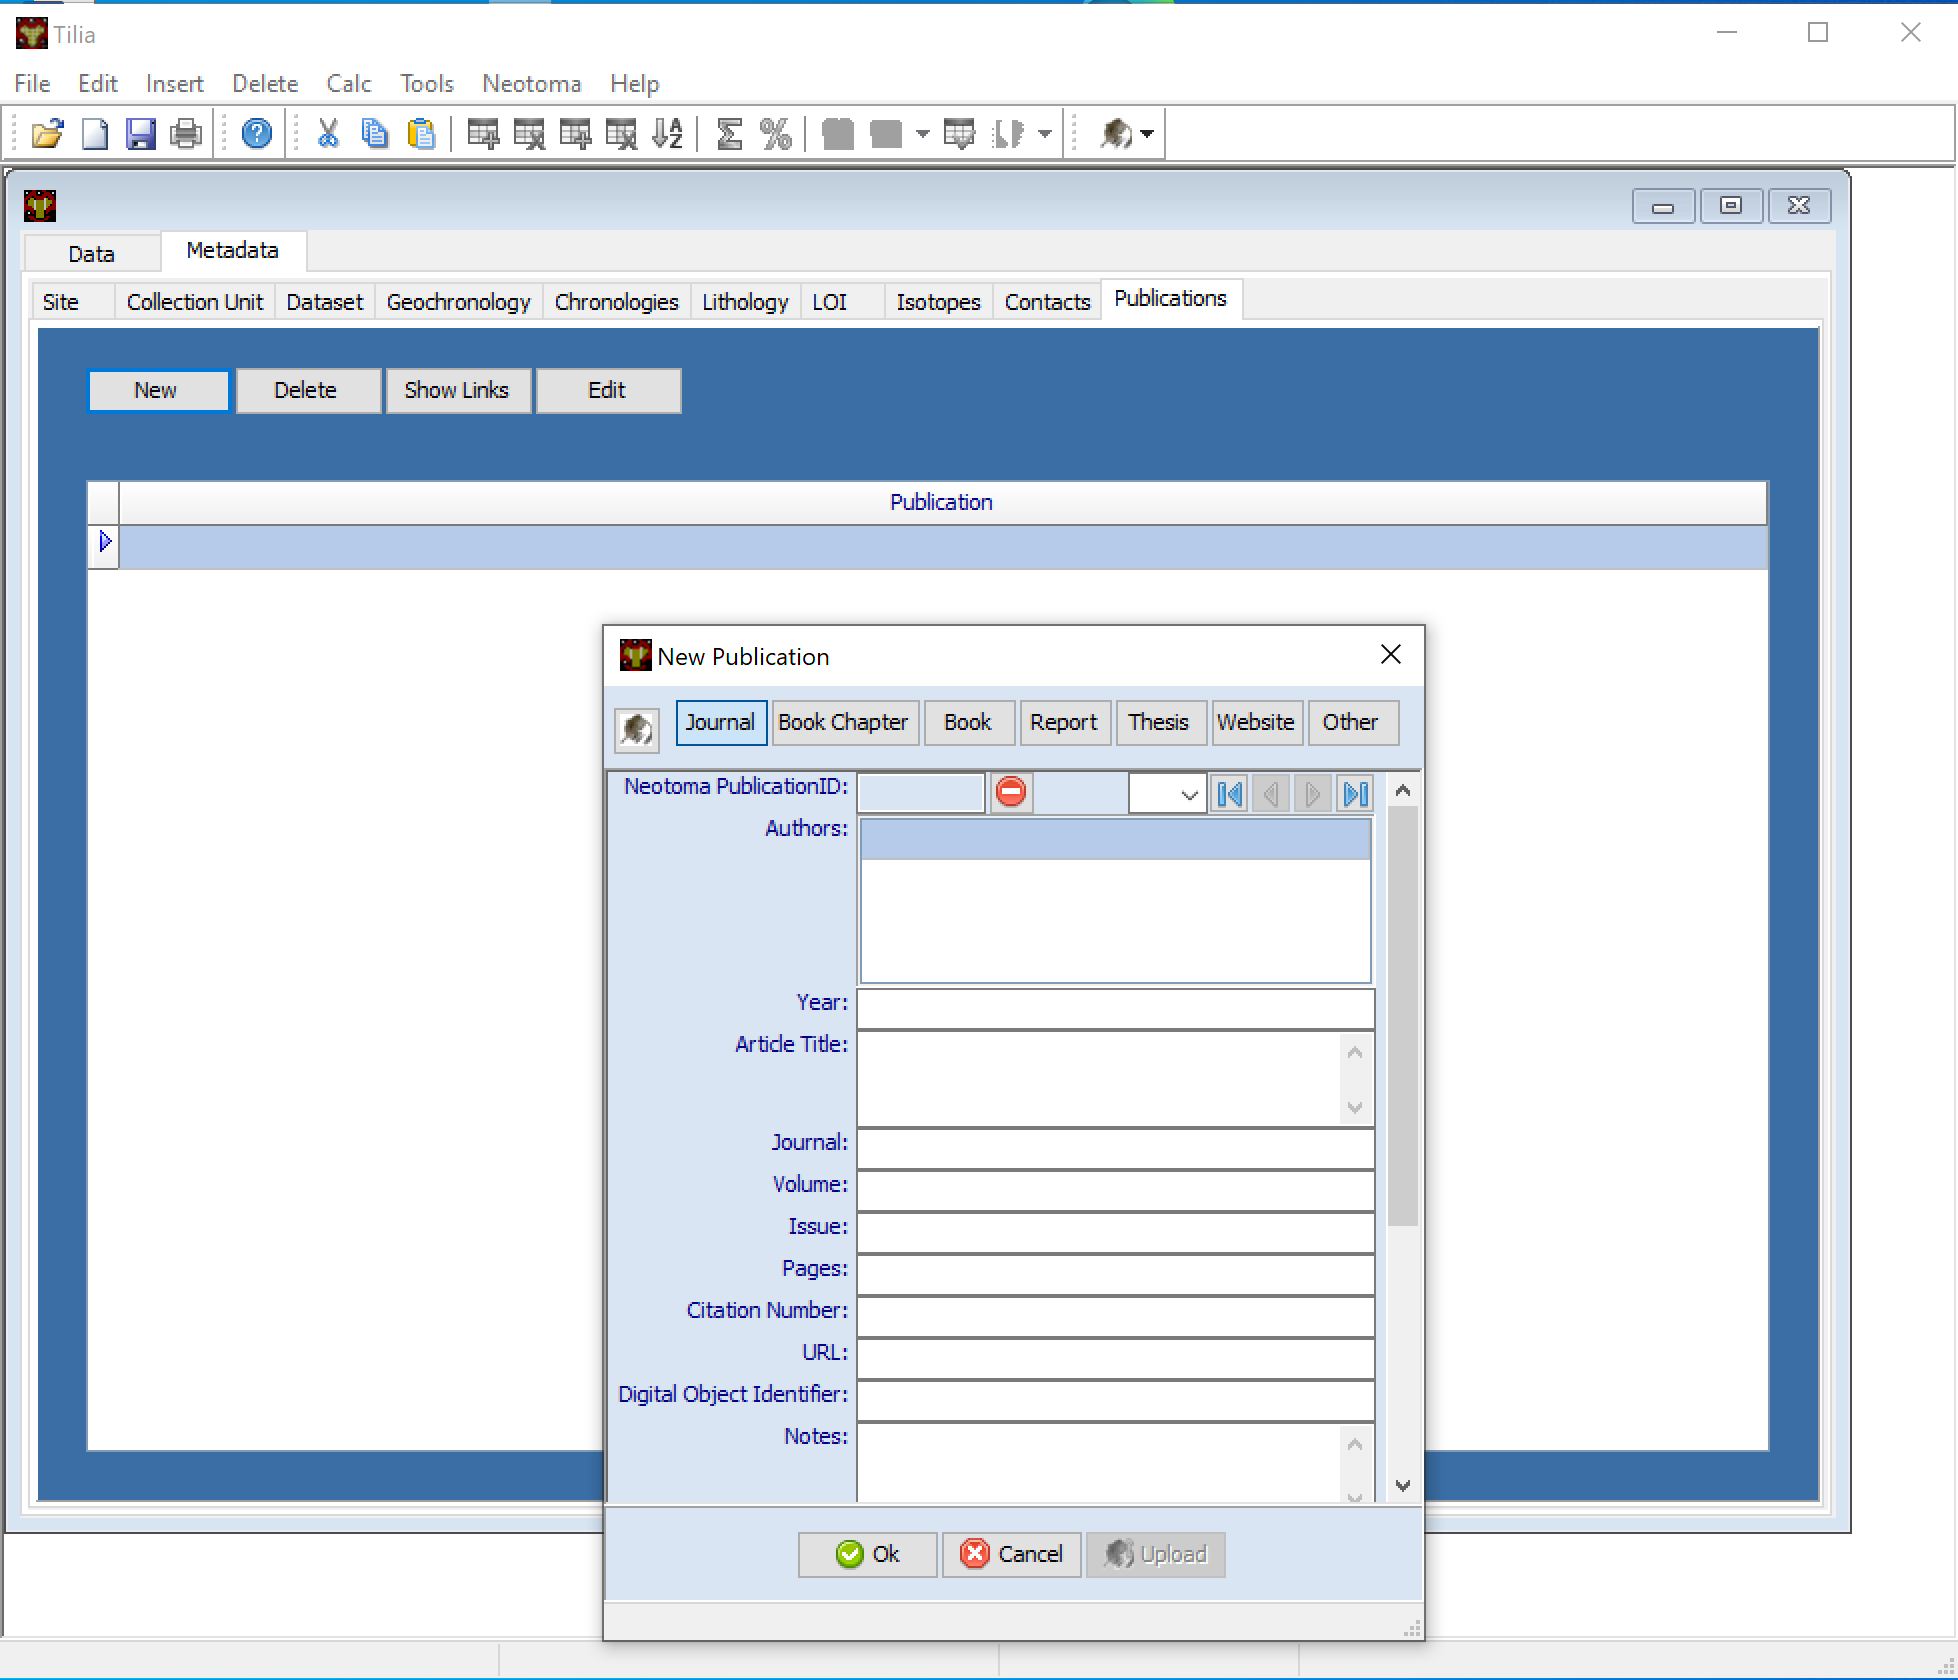 Tilia
File Edit Insert Delete Calc Tools Neotoma Help
Data Metadata
Site Collection Unit Dataset Geochronology Chronologies Lithology LOI Isotopes Contacts Publications
New Delete Show Links Edit
Publication
New Publication
Journal Book Chapter Book Report Thesis Website Other
Neotoma PublicationID:
Authors:
Year:
Article Title:
Journal:
Volume:
Issue:
Pages:
Citation Number:
URL:
Digital Object Identifier:
Notes:
Ok Cancel Upload